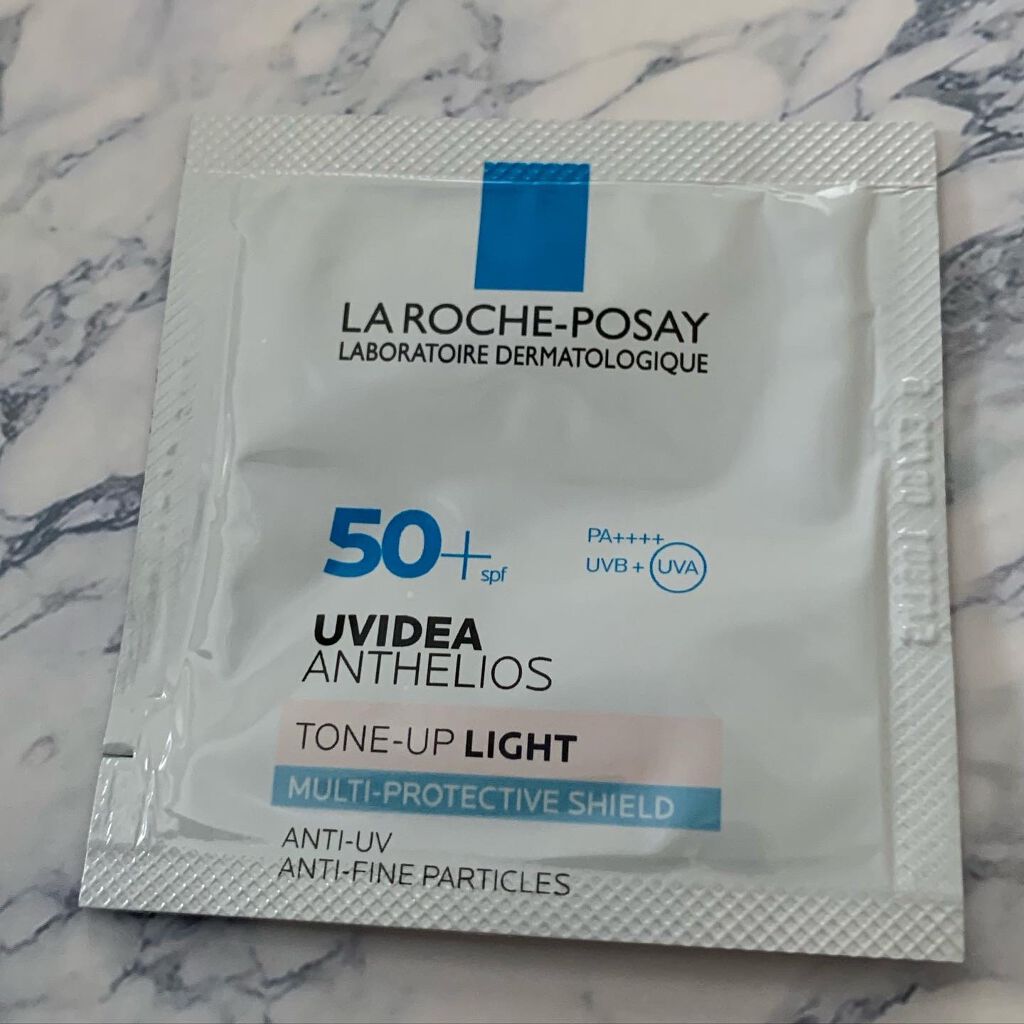 LA ROCHE-POSAY
LABORATOIRE DERMATOLOGIQUE
50+ spf
PA++++
UVB + UVA
UVIDEA
ANTHELIOS
TONE-UP LIGHT
MULTI-PROTECTIVE SHIELD
ANTI-UV
ANTI-FINE PARTICLES